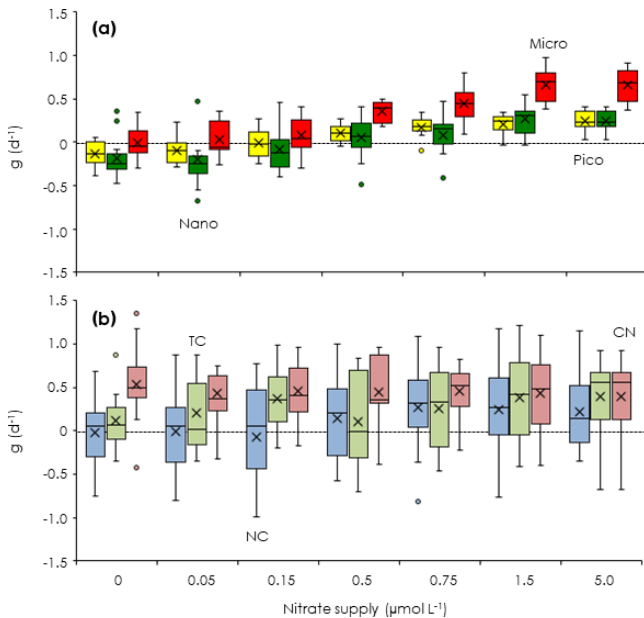 (a)
1.5
1.0
0.5
0
-0.5
-1.0
-1.5
g (d-1)
Micro
Pico
Nano
(b)
1.5
1.0
0.5
0
-0.5
-1.0
-1.5
g (d-1)
TC
CN
NC
0 0.05 0.15 0.5 0.75 1.5 5.0
Nitrate supply (µmol L-1)